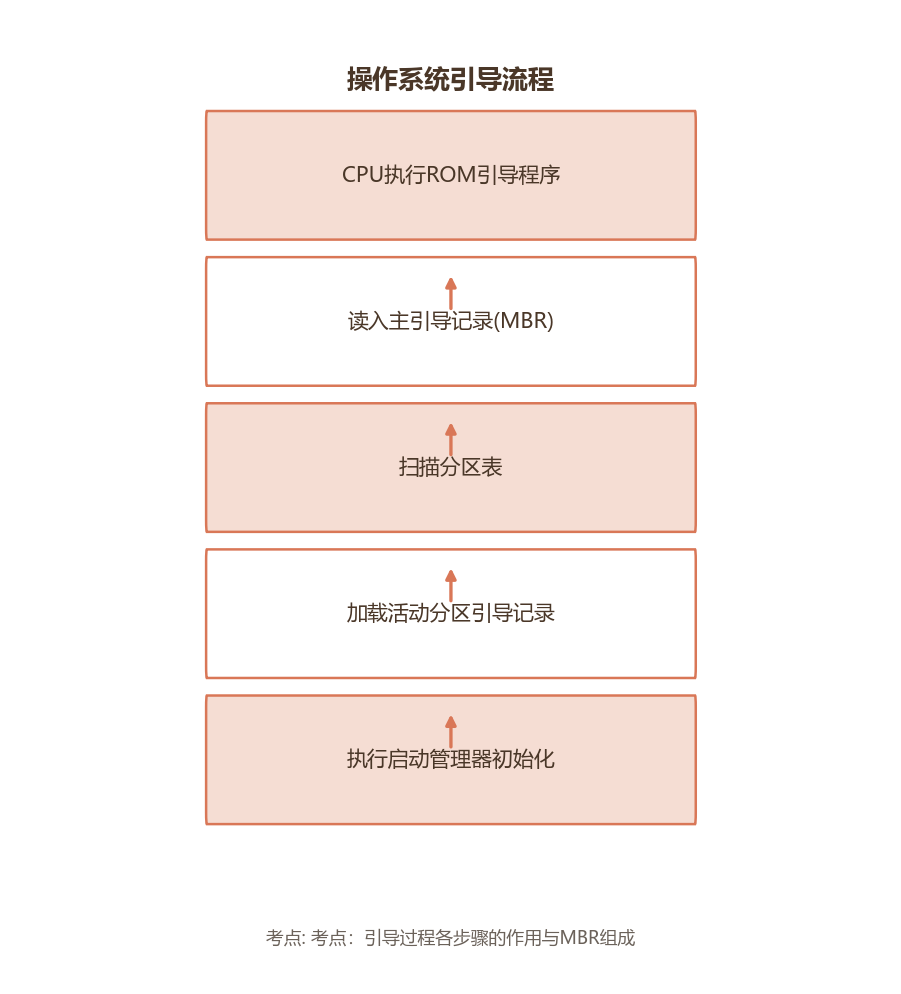 操作系统引导流程
CPU执行ROM引导程序
读入主引导记录(MBR)
扫描分区表
加载活动分区引导记录
执行启动管理器初始化
考点: 考点：引导过程各步骤的作用与MBR组成